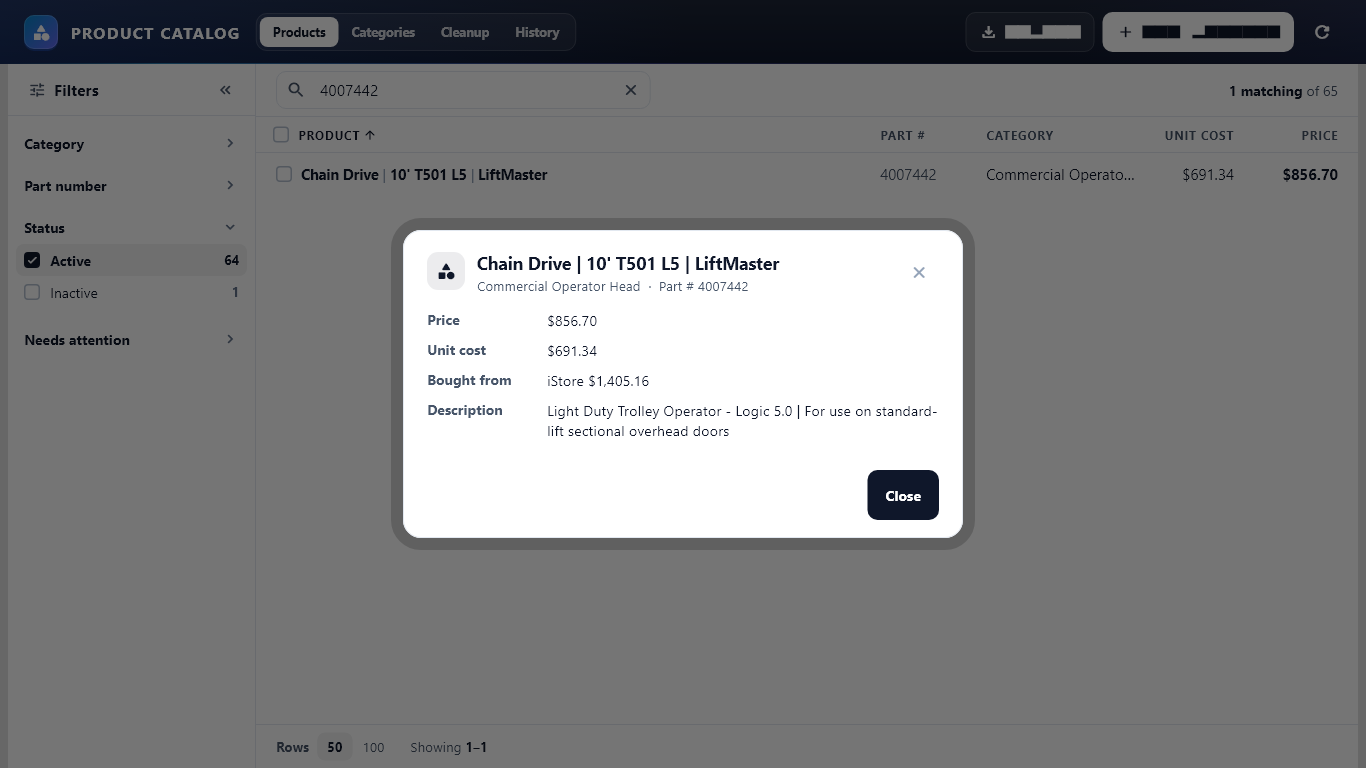 PRODUCT CATALOG
Products
Categories
Cleanup
History
Filters
4007442
1 matching of 65
Category
Part number
Status
Active 64
Inactive 1
Needs attention
PRODUCT PART # CATEGORY UNIT COST PRICE
Chain Drive | 10' T501 L5 | LiftMaster 4007442 Commercial Operato... $691.34 $856.70
Chain Drive | 10' T501 L5 | LiftMaster
Commercial Operator Head · Part # 4007442
Price $856.70
Unit cost $691.34
Bought from iStore $1,405.16
Description Light Duty Trolley Operator - Logic 5.0 | For use on standard-
lift sectional overhead doors
Close
Rows 50 100 Showing 1–1